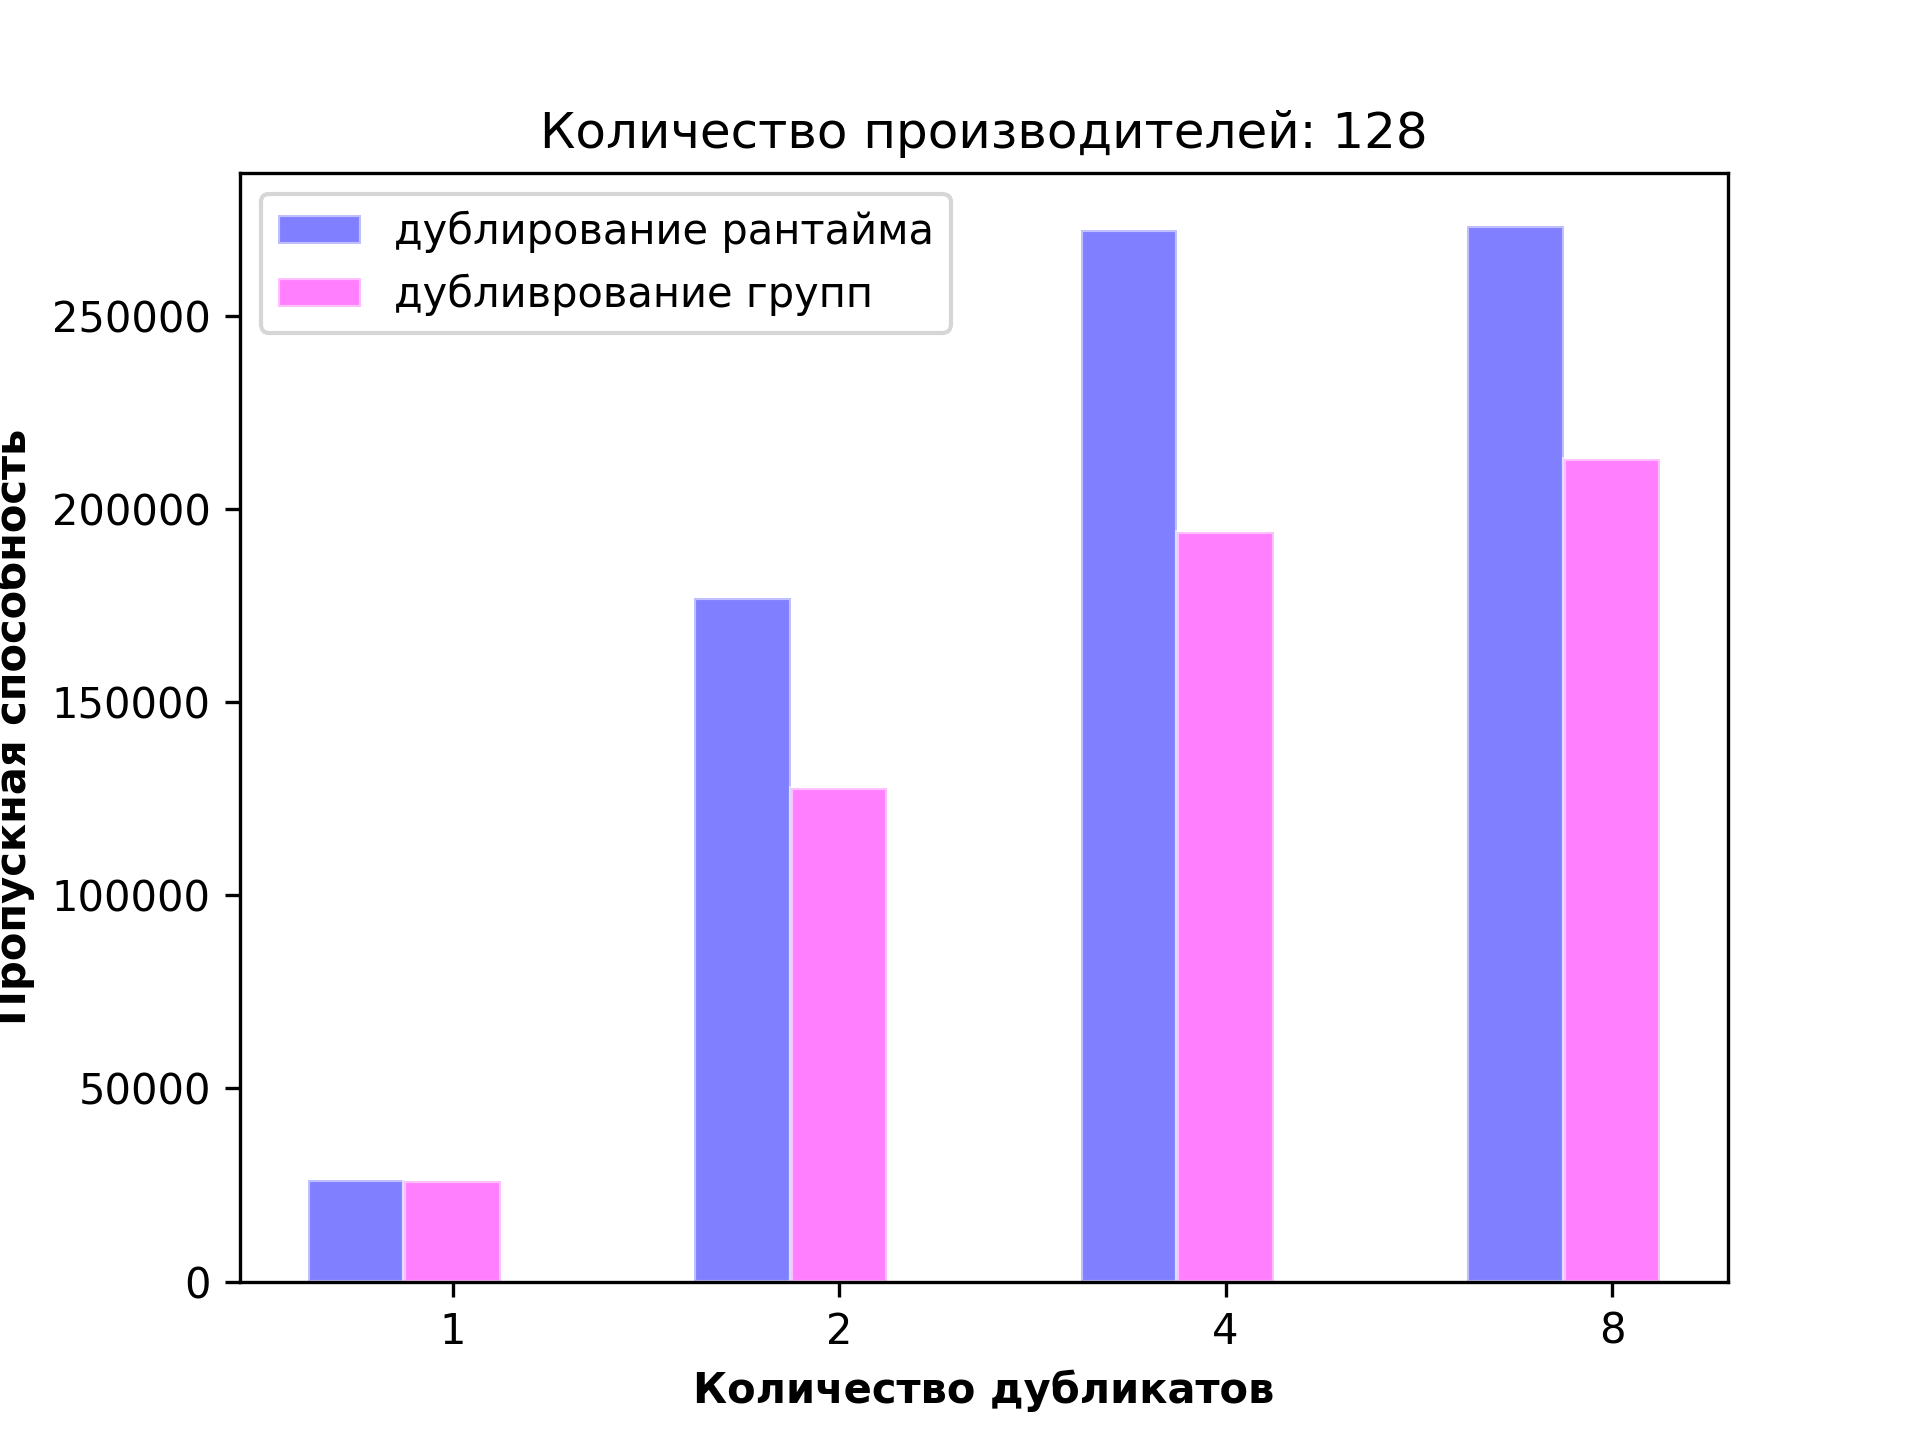 Количество производителей: 128
дублирование рантайма
дубливрование групп
Пропускная способность
250000
200000
150000
100000
50000
0
1 2 4 8
Количество дубликатов